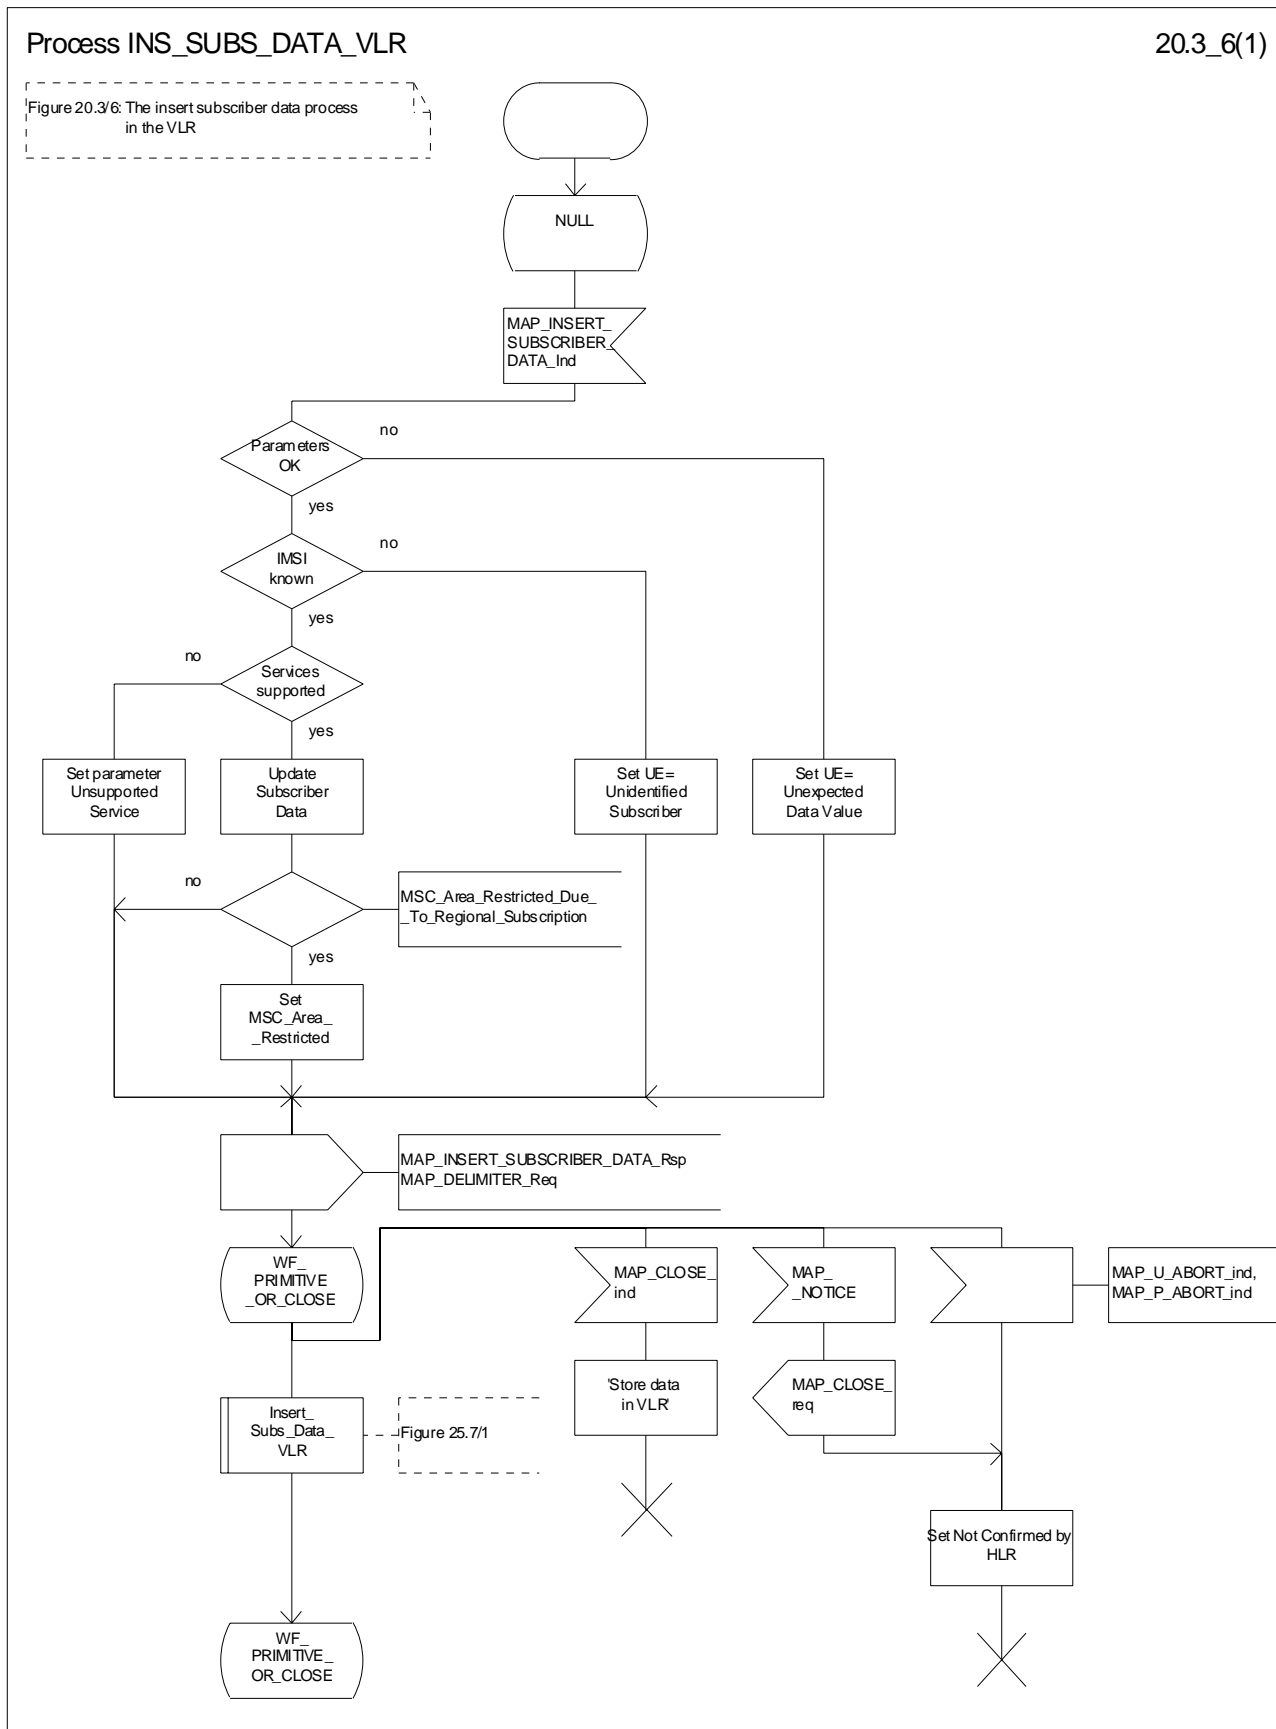 Process INS_SUBS_DATA_VLR
20.3_6(1)
Figure 20.3/6: The insert subscriber data process
in the VLR
NULL
MAP_INSERT_
SUBSCRIBER_
DATA_Ind
Parameters
OK
no
yes
IMSI
known
no
yes
Services
supported
no
yes
Set parameter
Unsupported
Service
Update
Subscriber
Data
Set UE=
Unidentified
Subscriber
Set UE=
Unexpected
Data Value
no
MSC_Area_Restricted_Due_
_To_Regional_Subscription
yes
Set
MSC_Area_
_Restricted
MAP_INSERT_SUBSCRIBER_DATA_Rsp
MAP_DELIMITER_Req
WF_
PRIMITIVE
_OR_CLOSE
MAP_CLOSE_
ind
MAP_
_NOTICE
MAP_U_ABORT_ind,
MAP_P_ABORT_ind
Insert_
Subs_Data_
VLR
Figure 25.7/1
'Store data
in VLR'
MAP_CLOSE_
req
Set Not Confirmed by
HLR
WF_
PRIMITIVE_
OR_CLOSE